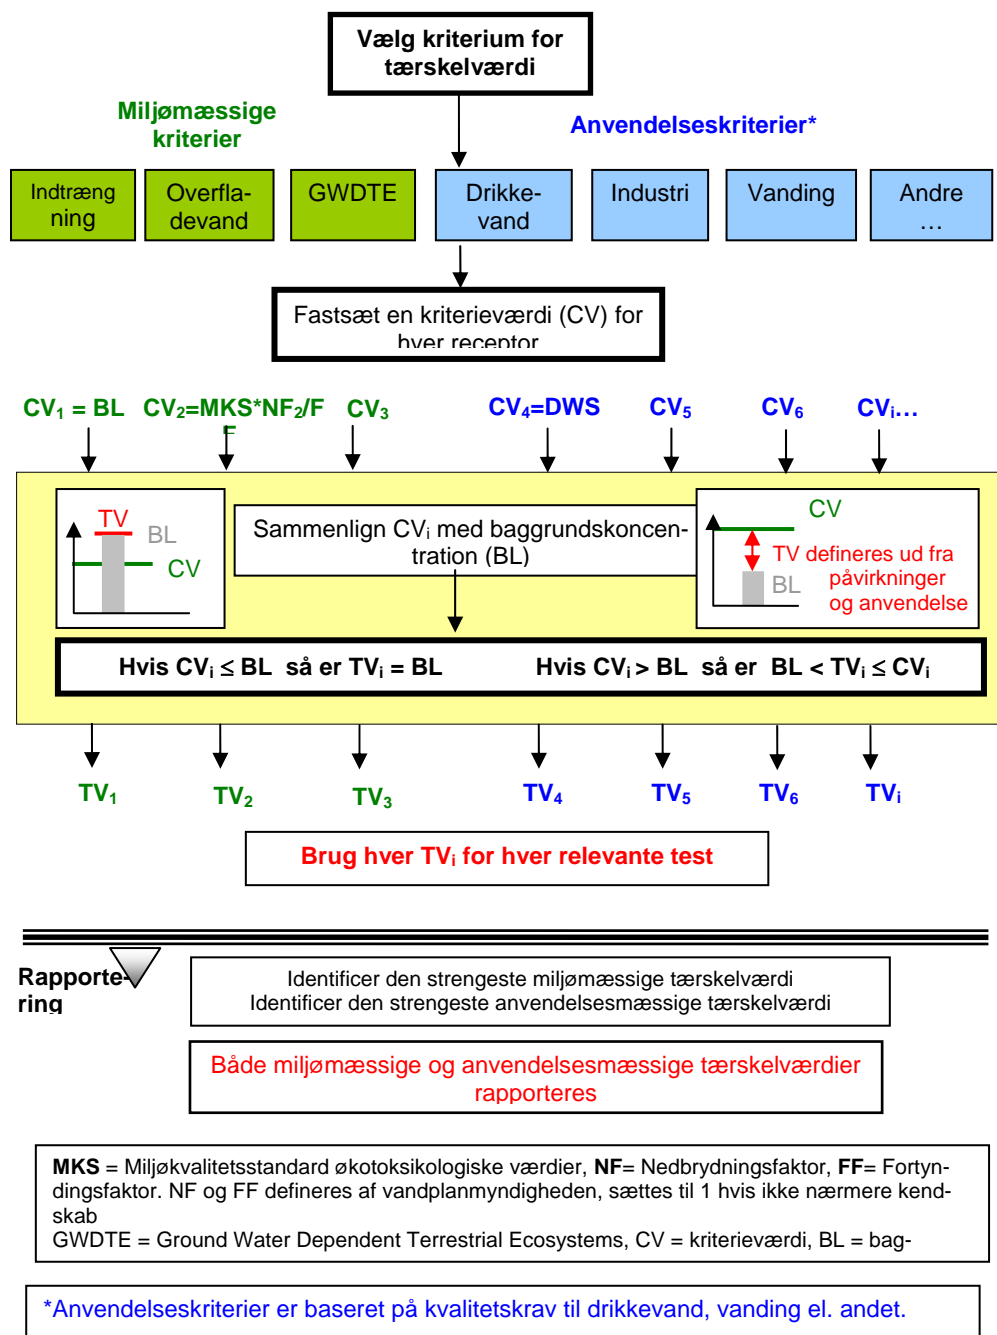 Vælg kriterium for
tærskelværdi
Miljømæssige
kriterier
Anvendelseskriterier*
Indtræng
ning
Overfla-
devand
GWDTE
Drikke-
vand
Industri
Vanding
Andre
…
Fastsæt en kriterieværdi (CV) for
hver receptor
CV₁ = BL
CV₂=MKS*NF₂/F
F
CV₃
CV₄=DWS
CV₅
CV₆
CVᵢ…
TV
BL
CV
Sammenlign CVᵢ med baggrundskoncen-
tration (BL)
CV
TV defineres ud fra
påvirkninger
og anvendelse
BL
Hvis CVᵢ ≤ BL så er TVᵢ = BL
Hvis CVᵢ > BL så er BL < TVᵢ ≤ CVᵢ
TV₁
TV₂
TV₃
TV₄
TV₅
TV₆
TVᵢ
Brug hver TVᵢ for hver relevante test
Rapporte-
ring
Identificer den strengeste miljømæssige tærskelværdi
Identificer den strengeste anvendelsesmæssige tærskelværdi
Både miljømæssige og anvendelsesmæssige tærskelværdier
rapporteres
MKS = Miljøkvalitetsstandard økotoksikologiske værdier, NF= Nedbrydningsfaktor, FF= Fortyn-
dingsfaktor. NF og FF defineres af vandplanmyndigheden, sættes til 1 hvis ikke nærmere kend-
skab
GWDTE = Ground Water Dependent Terrestrial Ecosystems, CV = kriterieværdi, BL = bag-
*Anvendelseskriterier er baseret på kvalitetskrav til drikkevand, vanding el. andet.